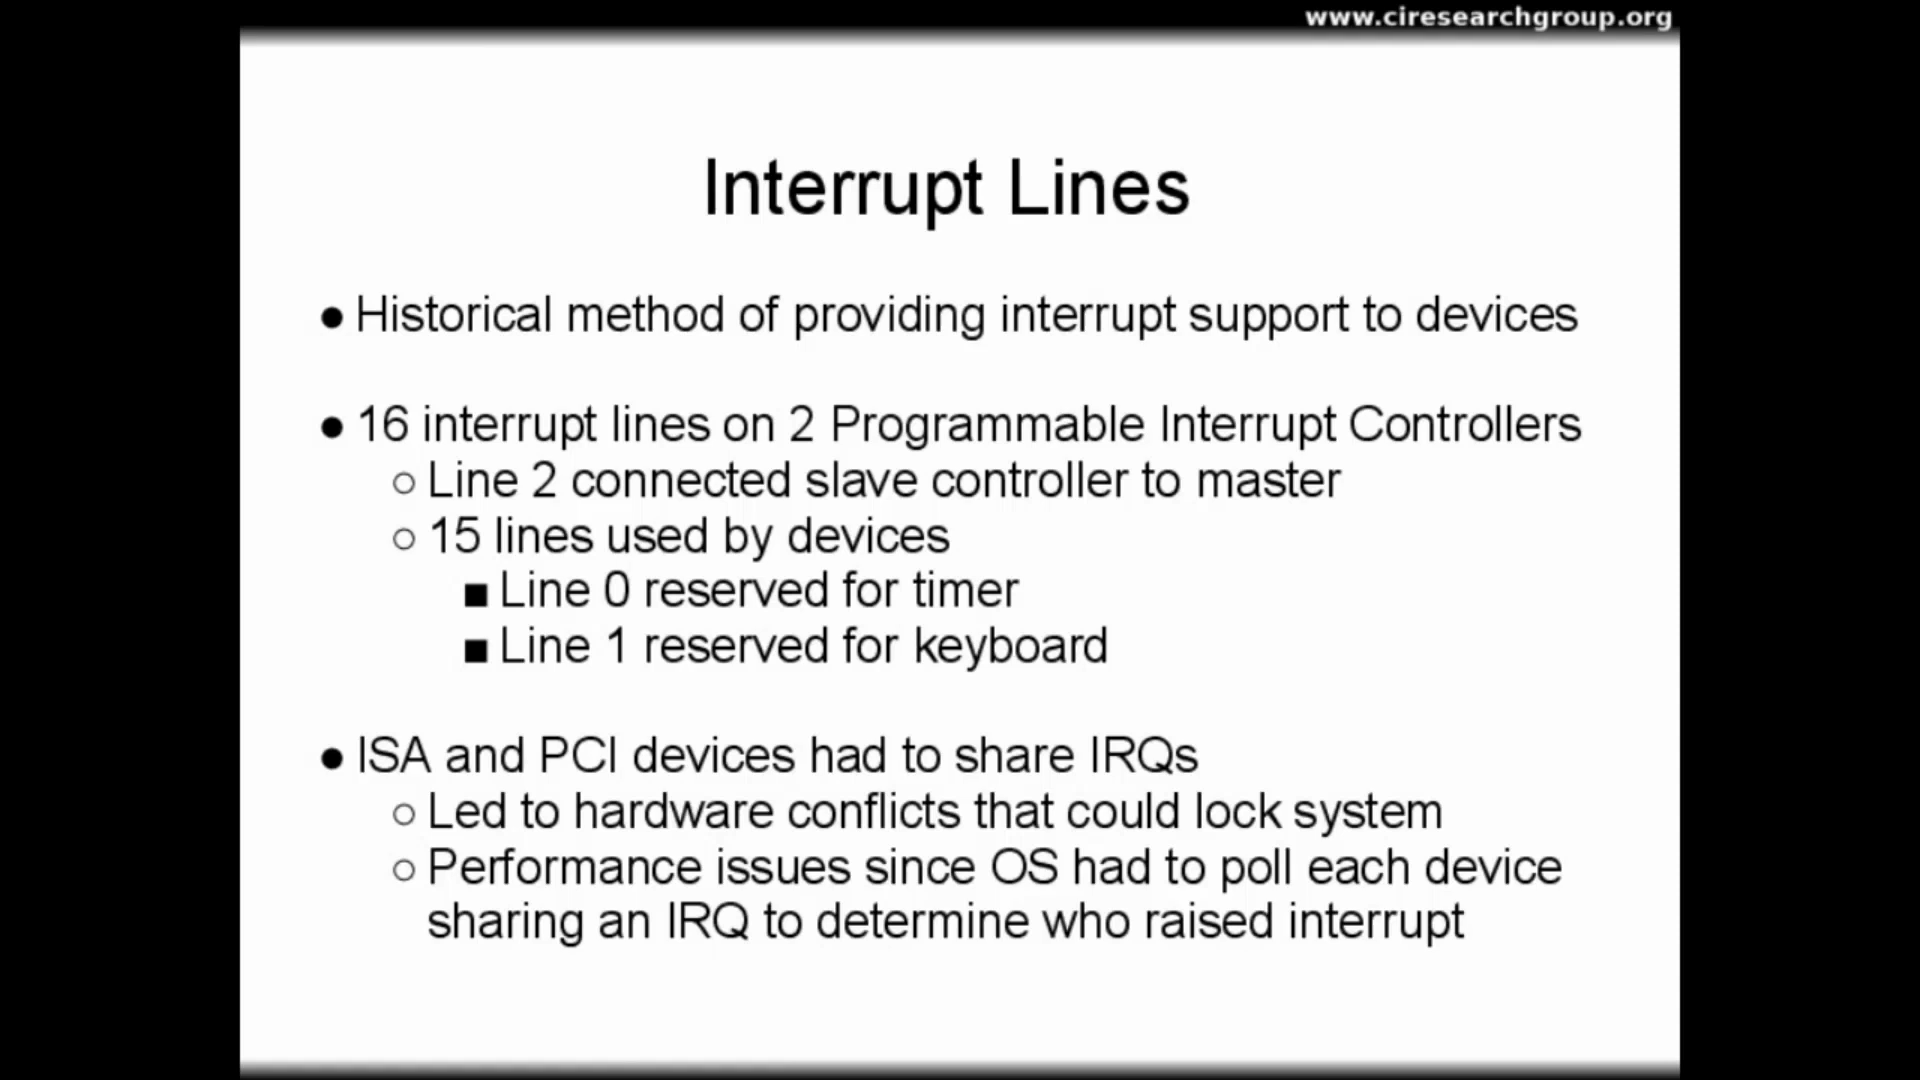 www.ciresearchgroup.org
Interrupt Lines
● Historical method of providing interrupt support to devices
● 16 interrupt lines on 2 Programmable Interrupt Controllers
○ Line 2 connected slave controller to master
○ 15 lines used by devices
■ Line 0 reserved for timer
■ Line 1 reserved for keyboard
● ISA and PCI devices had to share IRQs
○ Led to hardware conflicts that could lock system
○ Performance issues since OS had to poll each device
sharing an IRQ to determine who raised interrupt